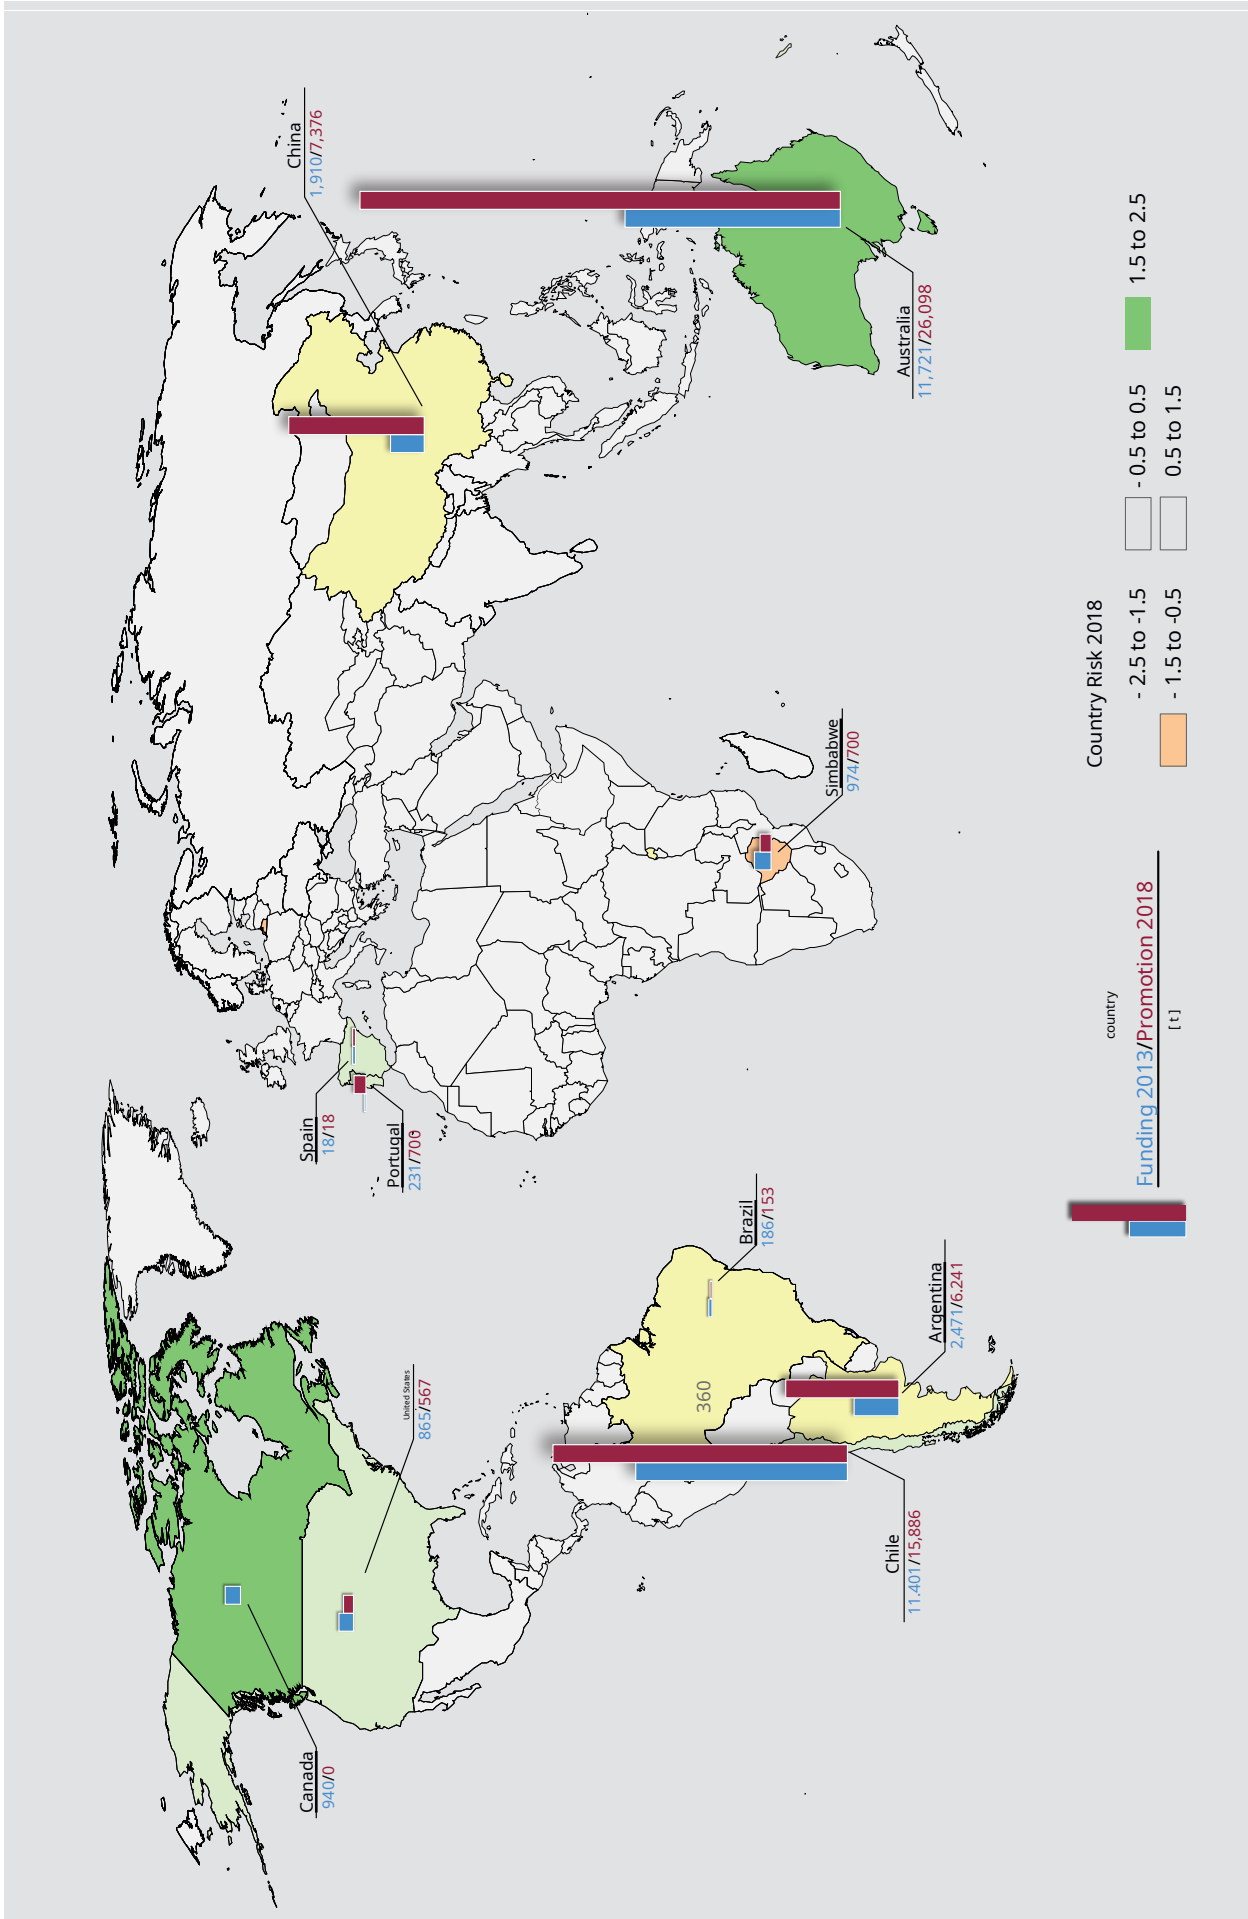 Canada
940/0
United States
865/567
Chile
11.401/15,886
Argentina
2,471/6.241
Brazil
186/153
360
Spain
18/18
Portugal
231/700
Simbabwe
974/700
China
1,910/7,376
Australia
11,721/26,098
country
Funding 2013/Promotion 2018
[ t ]
Country Risk 2018
- 2.5 to -1.5
- 0.5 to 0.5
1.5 to 2.5
- 1.5 to -0.5
0.5 to 1.5